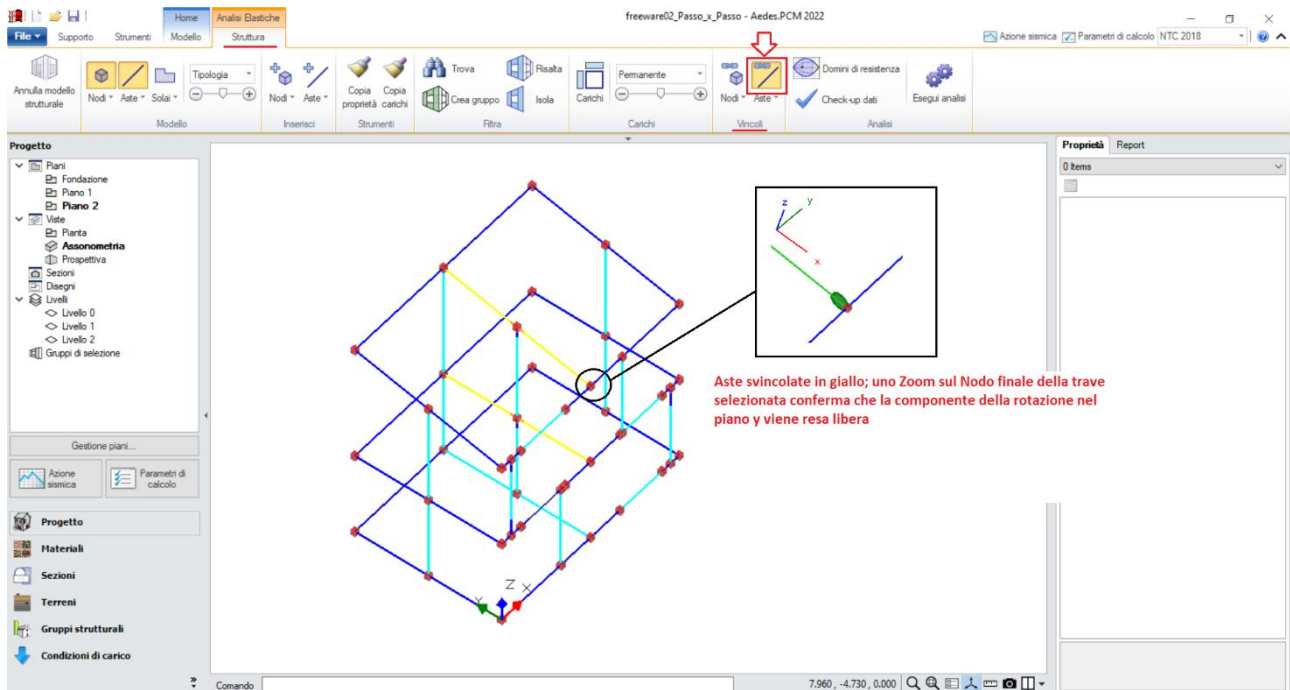 freeware02_Passo_x_Passo - Aedes.PCM 2022
Home
Analisi Elastiche
File
Supporto
Strumenti
Modello
Struttura
Azione sismica
Parametri di calcolo
NTC 2018
Annulla modello
strutturale
Nodi
Aste
Solai
Tipologia
Modello
Nodi
Aste
Inserisci
Copia
proprietà
Copia
carichi
Strumenti
Trova
Crea gruppo
Risalta
Isola
Filtra
Carichi
Permanente
Carichi
Nodi
Aste
Vincoli
Domini di resistenza
Check-up dati
Esegui analisi
Analisi
Progetto
Piani
Fondazione
Piano 1
Piano 2
Viste
Pianta
Assonometria
Prospettiva
Sezioni
Disegni
Livelli
Livello 0
Livello 1
Livello 2
Gruppi di selezione
Gestione piani...
Azione
sismica
Parametri di
calcolo
Progetto
Materiali
Sezioni
Terreni
Gruppi strutturali
Condizioni di carico
z
y
x
Aste svincolate in giallo; uno Zoom sul Nodo finale della trave
selezionata conferma che la componente della rotazione nel
piano y viene resa libera
Z
X
Y
Comando
7.960 , -4.730, 0.000
Proprietà
Report
0 Items